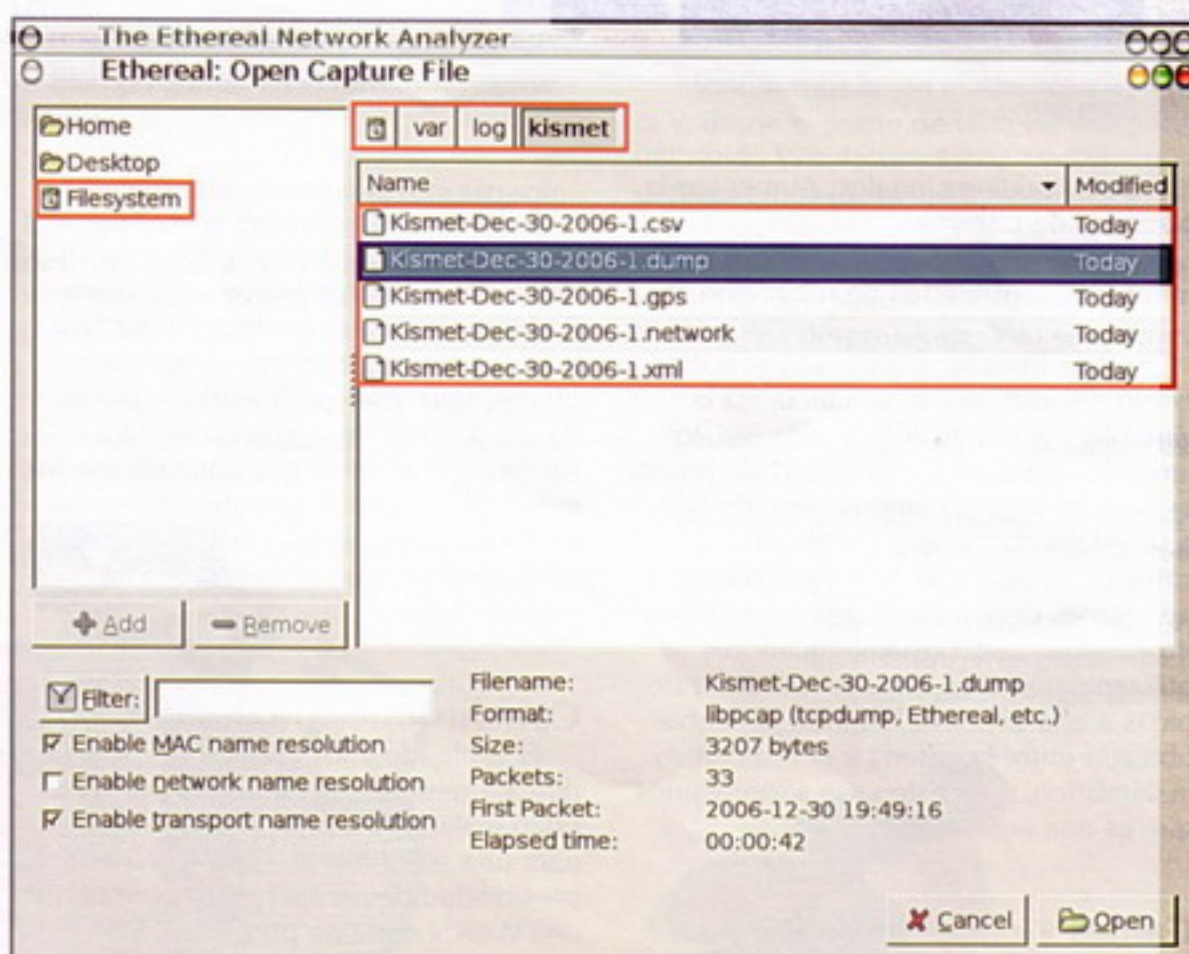 The Ethereal Network Analyzer
Ethereal: Open Capture File
Home
Desktop
Filesystem
var log kismet
Name Modified
Kismet-Dec-30-2006-1.csv Today
Kismet-Dec-30-2006-1.dump Today
Kismet-Dec-30-2006-1.gps Today
Kismet-Dec-30-2006-1.network Today
Kismet-Dec-30-2006-1.xml Today
Add Remove
Filter:
Enable MAC name resolution
Enable network name resolution
Enable transport name resolution
Filename: Kismet-Dec-30-2006-1.dump
Format: libpcap (tcpdump, Ethereal, etc.)
Size: 3207 bytes
Packets: 33
First Packet: 2006-12-30 19:49:16
Elapsed time: 00:00:42
Cancel Open